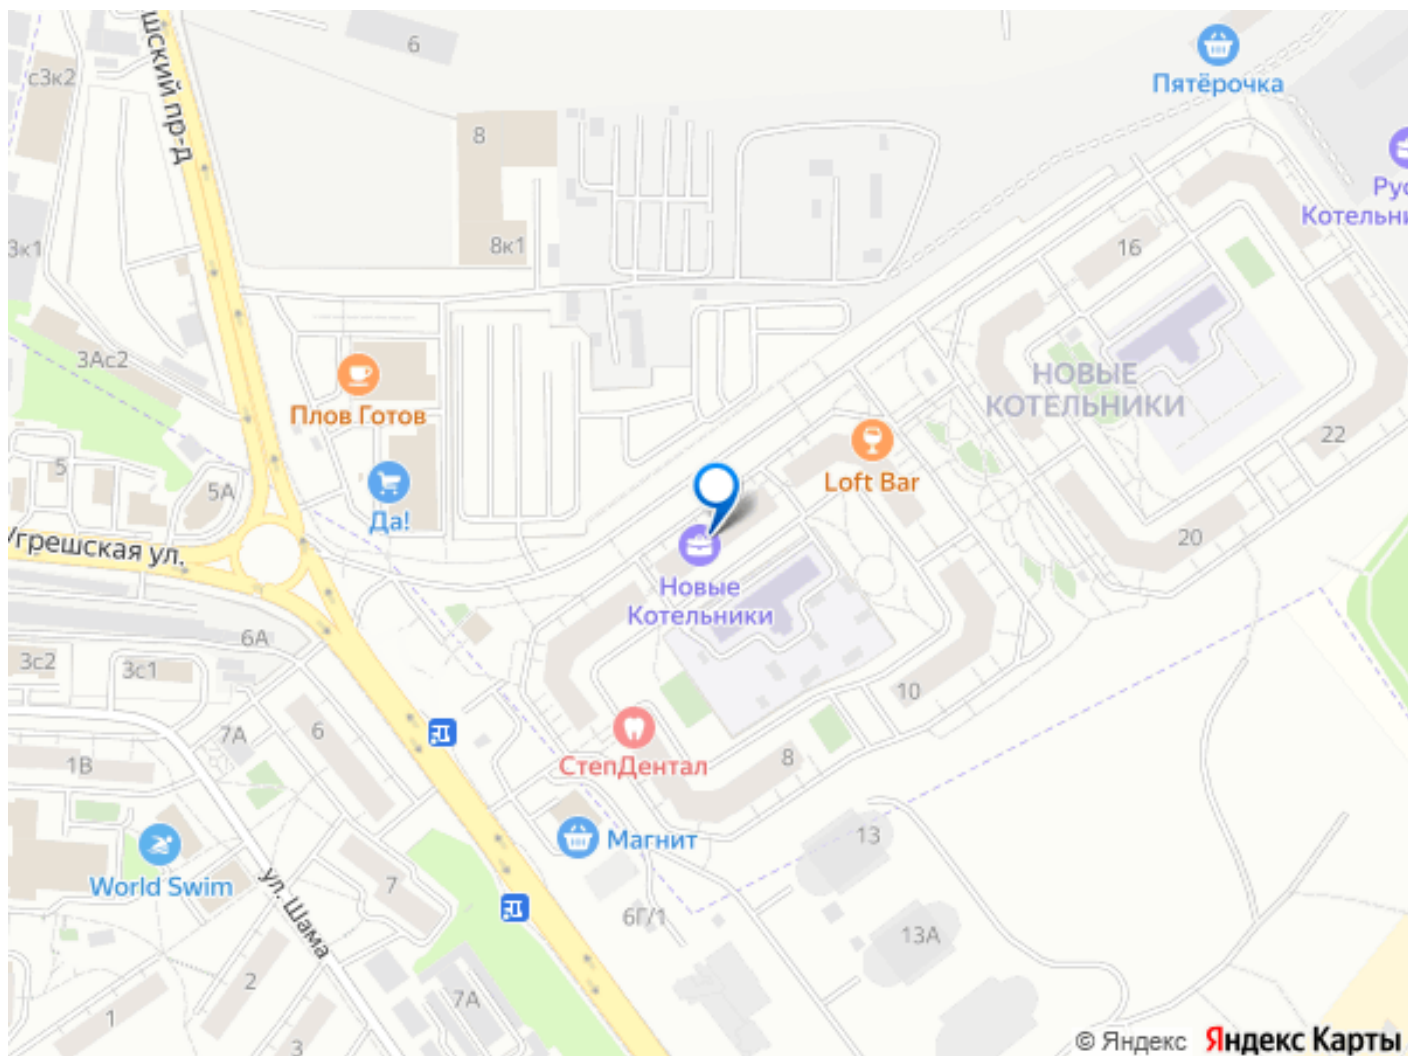 6
Пятёрочка
с3к2
шский пр-д
8
8к1
3к1
16
Рус
Котельни
3Ас2
Плов Готов
НОВЫЕ
КОТЕЛЬНИКИ
22
5
5А
Да!
Loft Bar
Угрешская ул.
20
Новые
Котельники
6А
3с2
3с1
10
7А
6
1В
СтепДентал
8
Магнит
13
World Swim
7
6Г/1
13А
ул. Шама
2
7А
1
3
© Яндекс Яндекс Карты